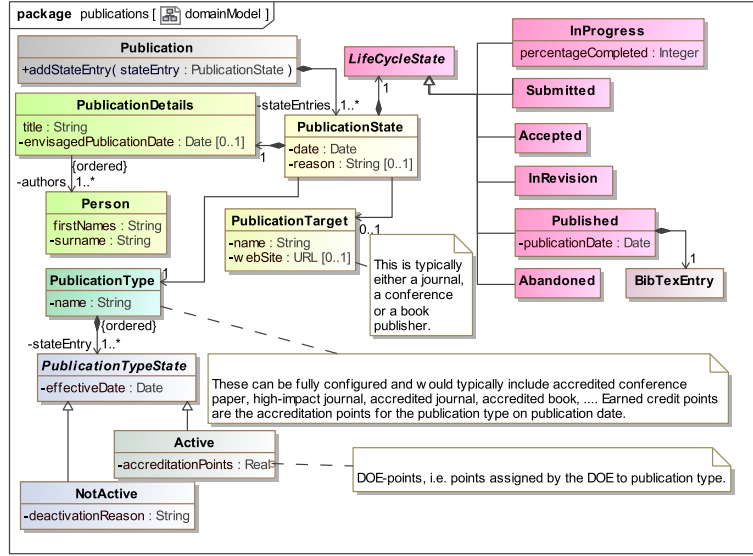 package publications [ domainModel ]
Publication
+addStateEntry( stateEntry : PublicationState )
LifeCycleState
InProgress
percentageCompleted : Integer
Submitted
Accepted
InRevision
Published
-publicationDate : Date
Abandoned
BibTexEntry
1
1
-stateEntries
1..*
PublicationDetails
title : String
-envisagedPublicationDate : Date [0..1]
1
PublicationState
-date : Date
-reason : String [0..1]
{ordered}
-authors
1..*
Person
firstNames : String
-surname : String
PublicationTarget
-name : String
-webSite : URL [0..1]
0..1
This is typically
either a journal,
a conference
or a book
publisher.
1
PublicationType
-name : String
{ordered}
-stateEntry
1..*
PublicationTypeState
-effectiveDate : Date
These can be fully configured and would typically include accredited conference
paper, high-impact journal, accredited journal, accredited book, .... Earned credit points
are the accreditation points for the publication type on publication date.
Active
-accreditationPoints : Real
DOE-points, i.e. points assigned by the DOE to publication type.
NotActive
-deactivationReason : String